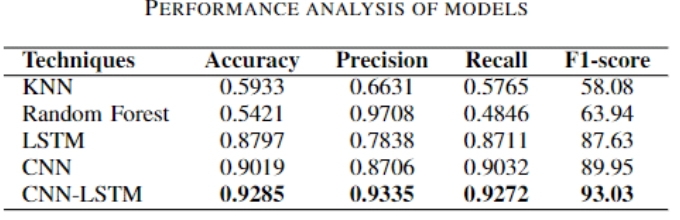 PERFORMANCE ANALYSIS OF MODELS
Techniques Accuracy Precision Recall F1-score
KNN 0.5933 0.6631 0.5765 58.08
Random Forest 0.5421 0.9708 0.4846 63.94
LSTM 0.8797 0.7838 0.8711 87.63
CNN 0.9019 0.8706 0.9032 89.95
CNN-LSTM 0.9285 0.9335 0.9272 93.03